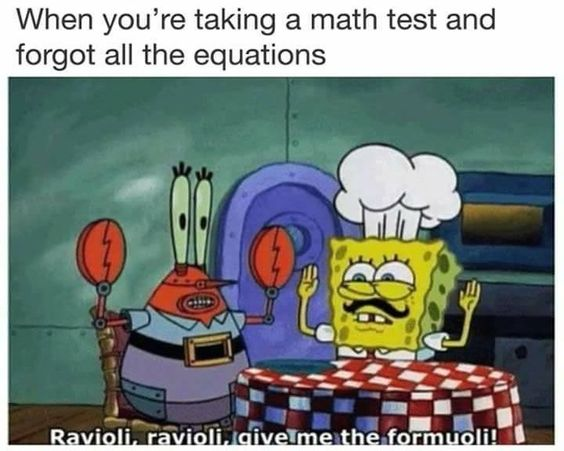 When you’re taking a math test and
forgot all the equations
Ravioli, ravioli, give me the formuoli!